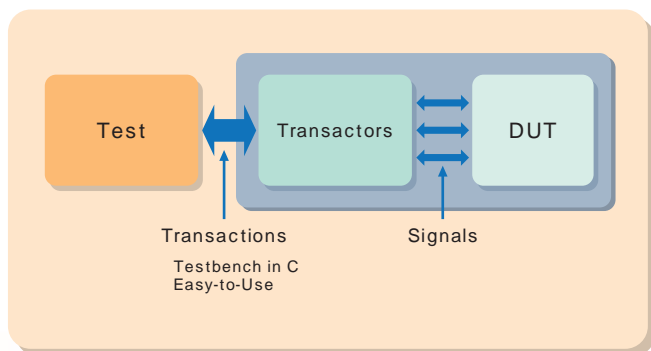 Test
Transactors
DUT
Transactions
Testbench in C
Easy-to-Use
Signals